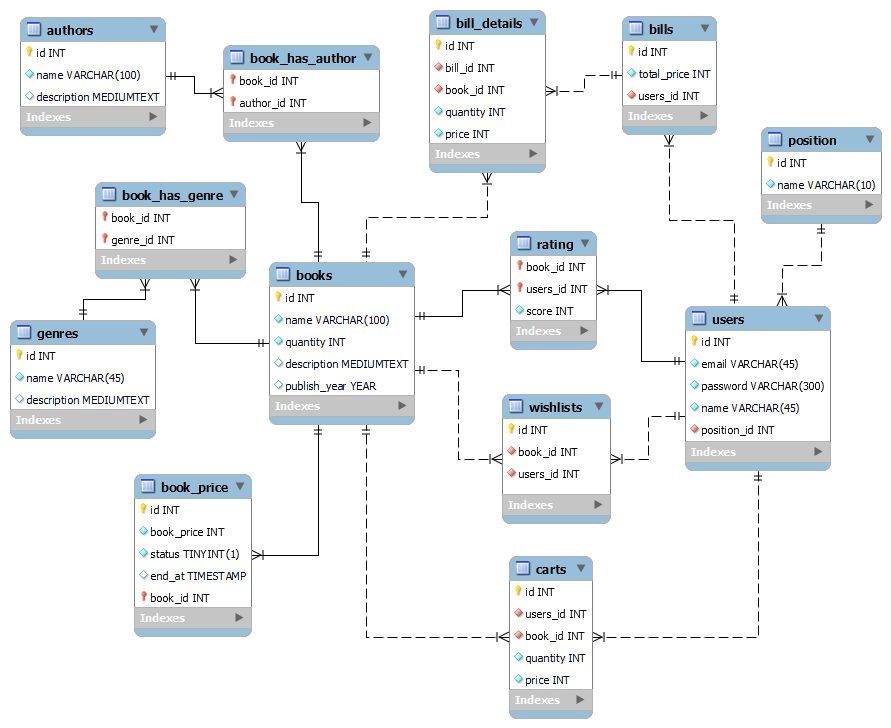 authors
id INT
name VARCHAR(100)
description MEDIUMTEXT
Indexes
book_has_author
book_id INT
author_id INT
Indexes
bill_details
id INT
bill_id INT
book_id INT
quantity INT
price INT
Indexes
bills
id INT
total_price INT
users_id INT
Indexes
position
id INT
name VARCHAR(10)
Indexes
book_has_genre
book_id INT
genre_id INT
Indexes
genres
id INT
name VARCHAR(45)
description MEDIUMTEXT
Indexes
books
id INT
name VARCHAR(100)
quantity INT
description MEDIUMTEXT
publish_year YEAR
Indexes
rating
book_id INT
users_id INT
score INT
Indexes
users
id INT
email VARCHAR(45)
password VARCHAR(300)
name VARCHAR(45)
position_id INT
Indexes
wishlists
id INT
book_id INT
users_id INT
Indexes
book_price
id INT
book_price INT
status TINYINT(1)
end_at TIMESTAMP
book_id INT
Indexes
carts
id INT
users_id INT
book_id INT
quantity INT
price INT
Indexes